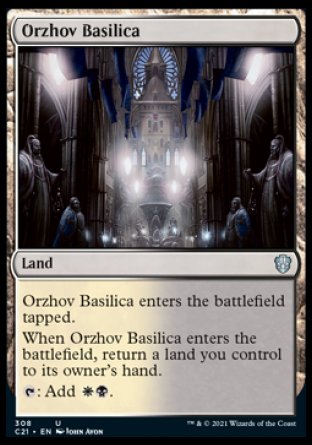 Orzhov Basilica
Land
Orzhov Basilica enters the battlefield
tapped.
When Orzhov Basilica enters the
battlefield, return a land you control
to its owner's hand.
: Add .
308 U
C21 • EN JOHN AVON
™ & © 2021 Wizards of the Coast